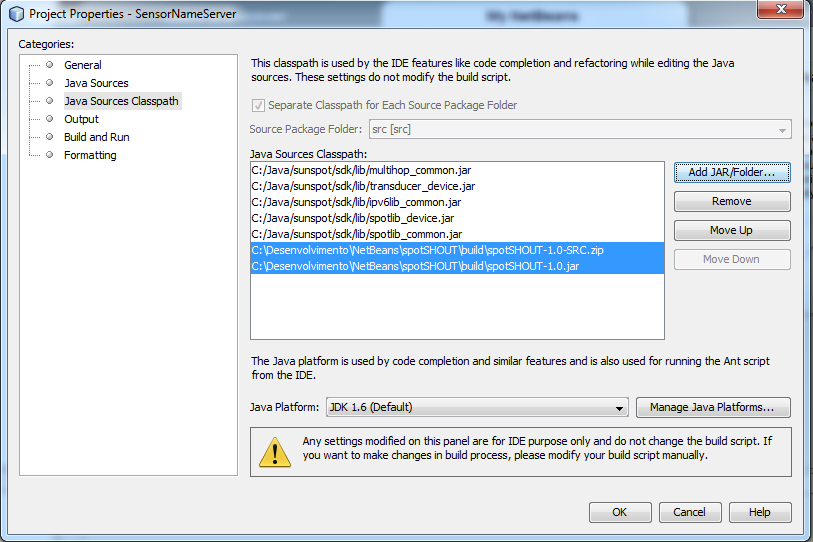 Project Properties - SensorNameServer
My NetBeans
Categories:
General
Java Sources
Java Sources Classpath
Output
Build and Run
Formatting
This classpath is used by the IDE features like code completion and refactoring while editing the Java
sources. These settings do not modify the build script.
Separate Classpath for Each Source Package Folder
Source Package Folder:
src [src]
Java Sources Classpath:
C:/Java/sunspot/sdk/lib/multihop_common.jar
C:/Java/sunspot/sdk/lib/transducer_device.jar
C:/Java/sunspot/sdk/lib/ipv6lib_common.jar
C:/Java/sunspot/sdk/lib/spotlib_device.jar
C:/Java/sunspot/sdk/lib/spotlib_common.jar
C:\Desenvolvimento\NetBeans\spotSHOUT\build\spotSHOUT-1.0-SRC.zip
C:\Desenvolvimento\NetBeans\spotSHOUT\build\spotSHOUT-1.0.jar
Add JAR/Folder...
Remove
Move Up
Move Down
The Java platform is used by code completion and similar features and is also used for running the Ant script
from the IDE.
Java Platform:
JDK 1.6 (Default)
Manage Java Platforms...
Any settings modified on this panel are for IDE purpose only and do not change the build script. If
you want to make changes in build process, please modify your build script manually.
OK
Cancel
Help